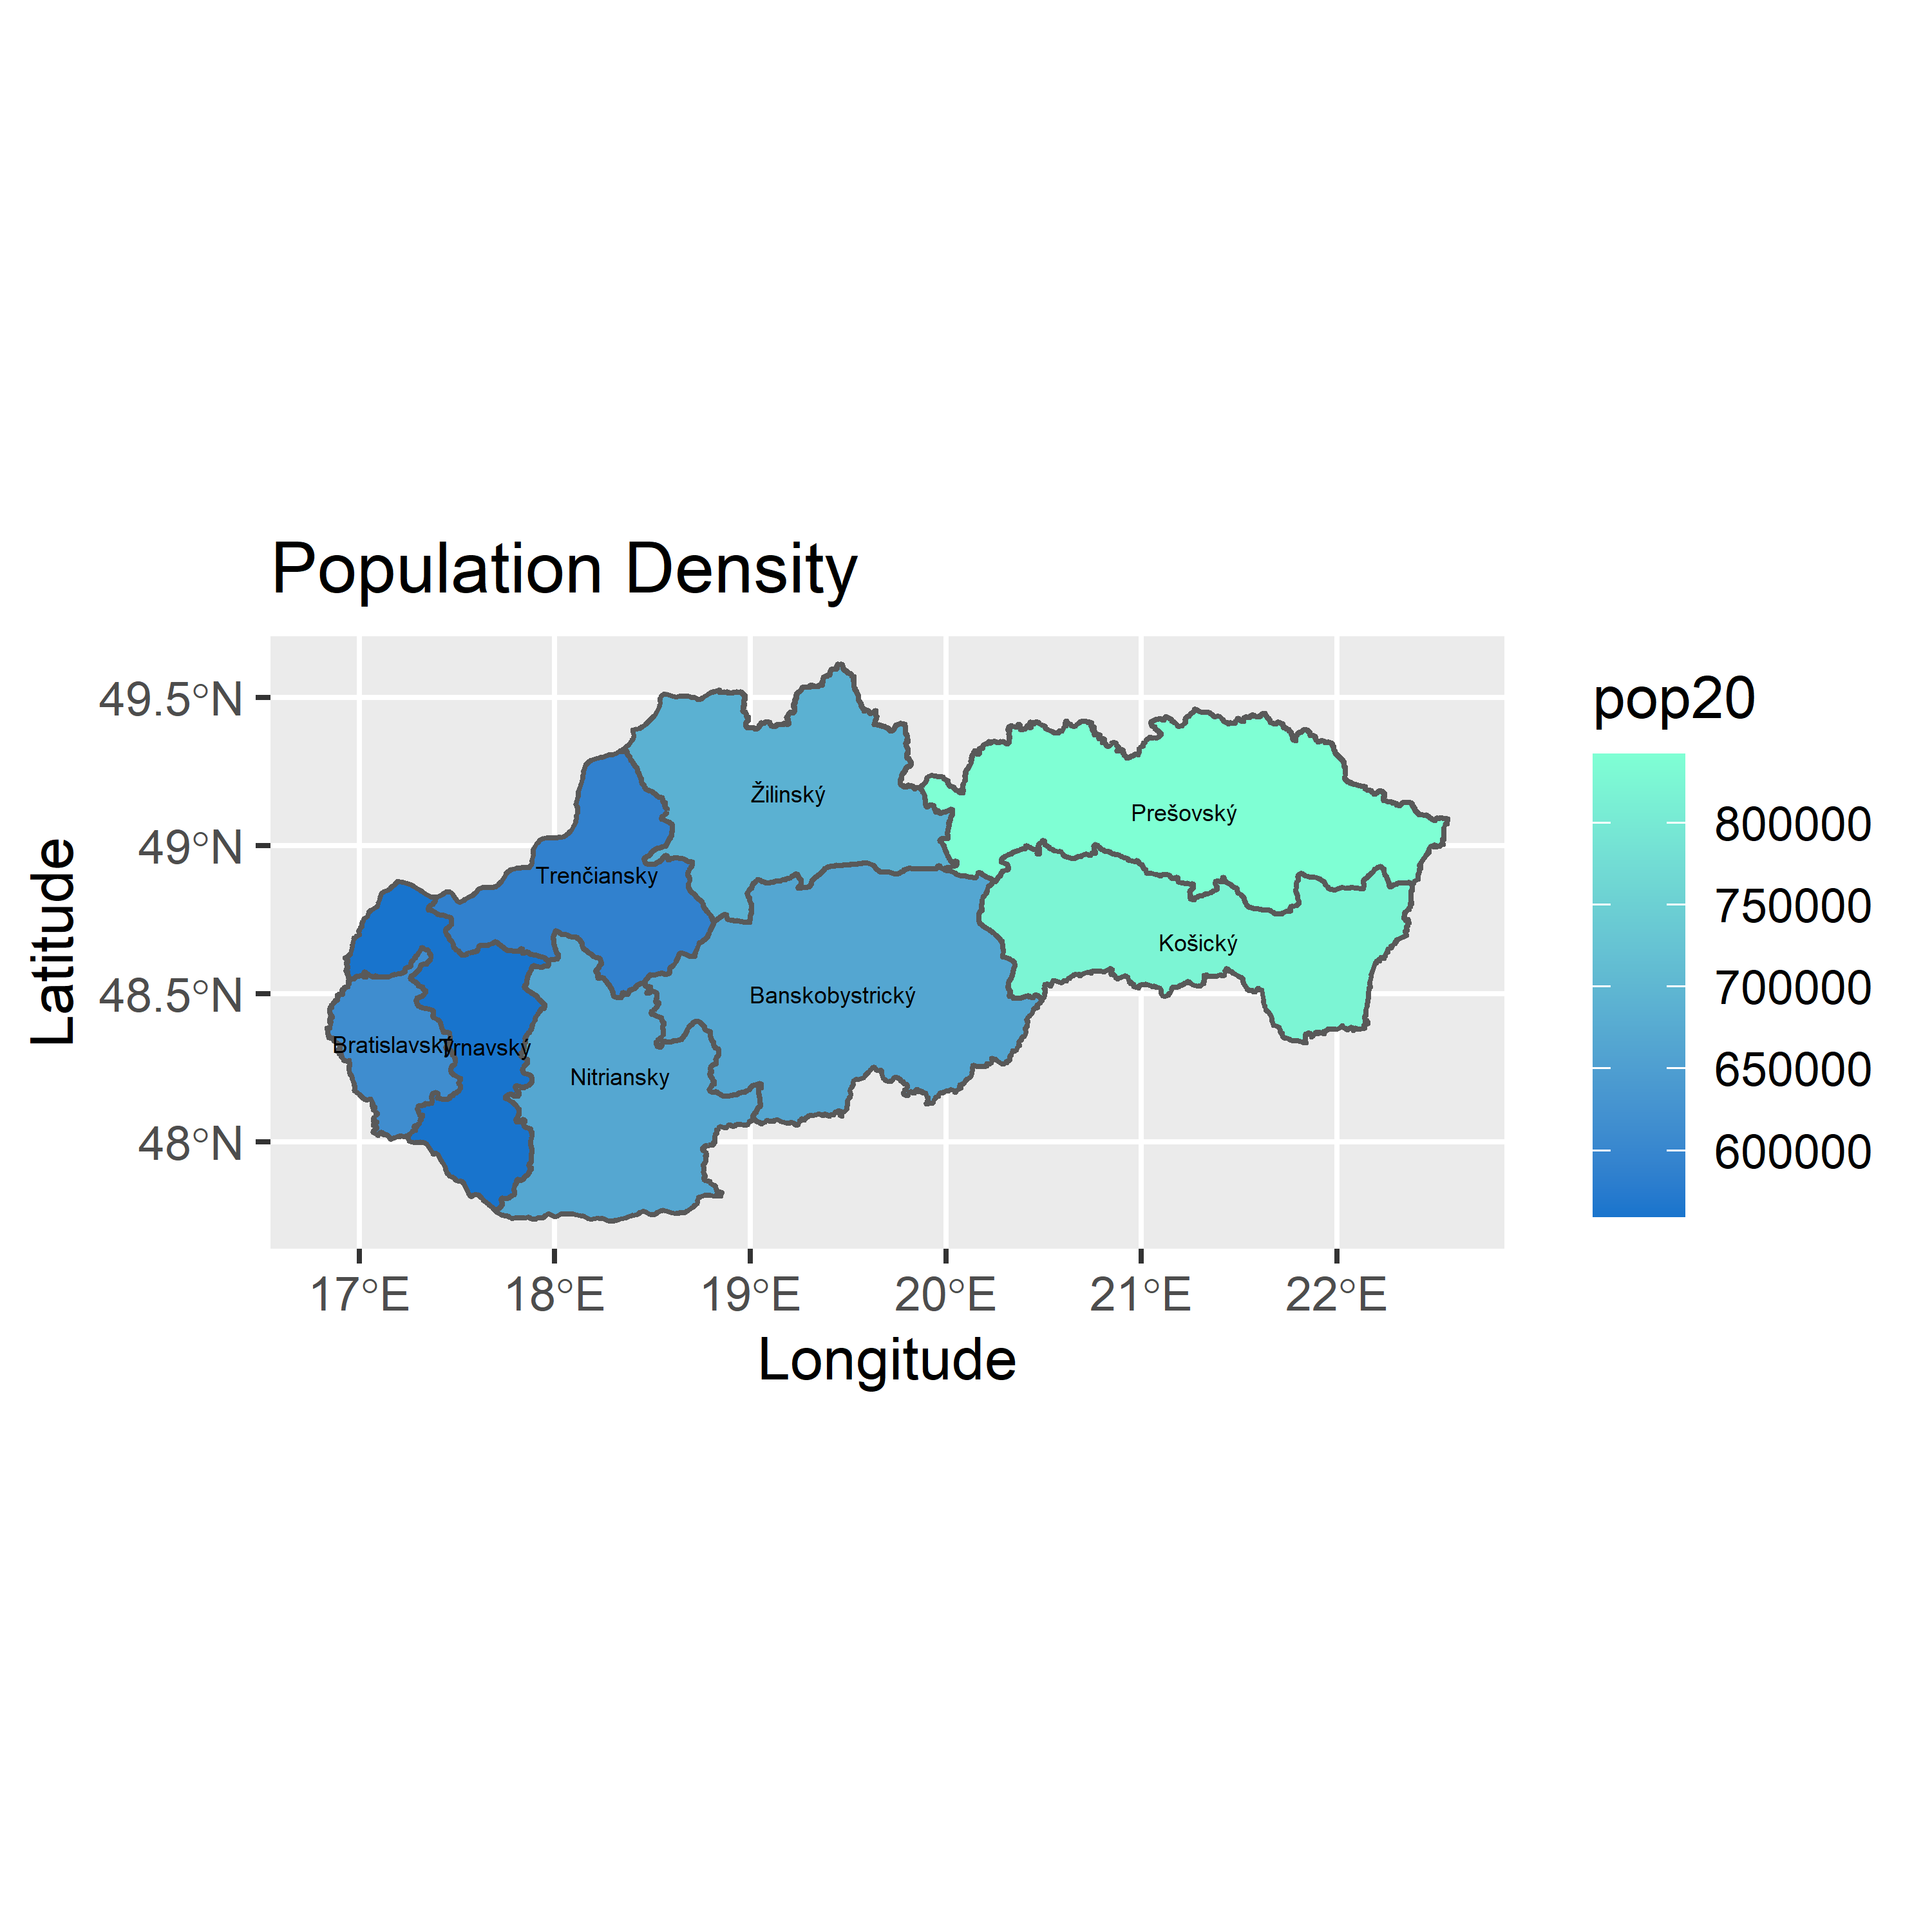 Population Density
49.5°N
49°N
48.5°N
48°N
Latitude
Žilinský
Prešovský
Trenčiansky
Košický
Banskobystrický
Bratislavský
Trnavský
Nitriansky
17°E
18°E
19°E
20°E
21°E
22°E
Longitude
pop20
800000
750000
700000
650000
600000